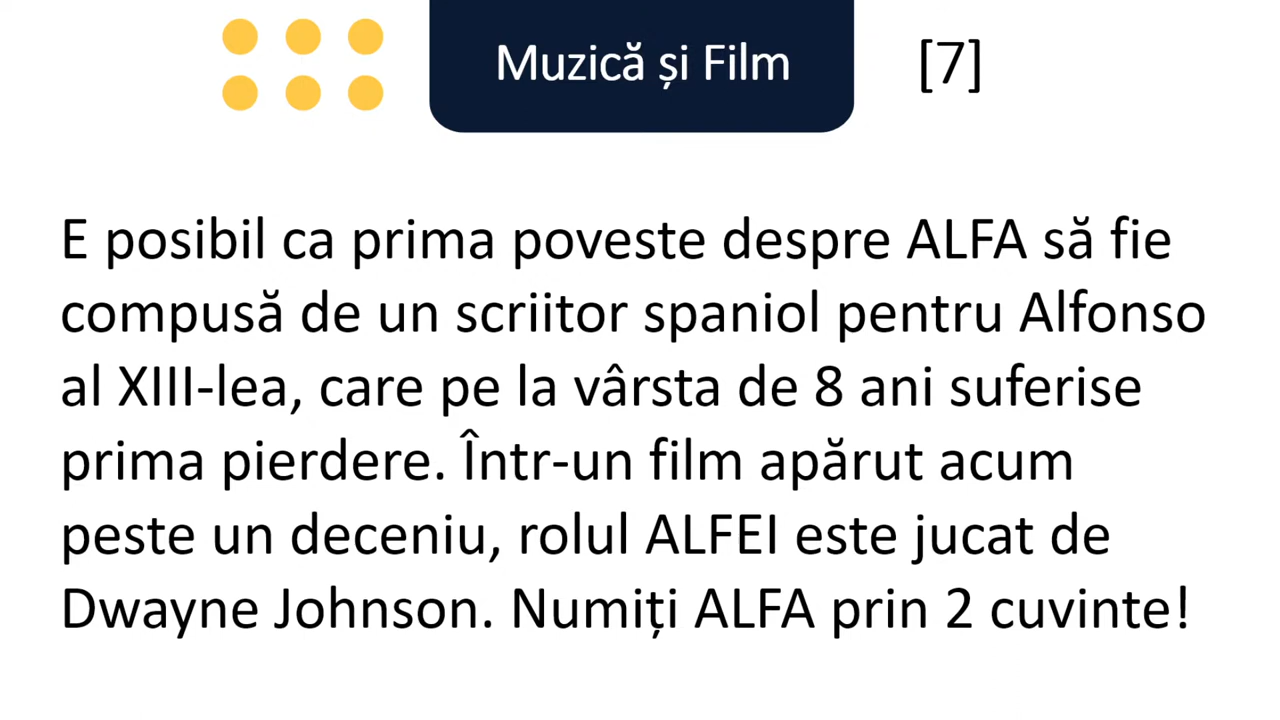 Muzică și Film
[7]
E posibil ca prima poveste despre ALFA să fie
compusă de un scriitor spaniol pentru Alfonso
al XIII-lea, care pe la vârsta de 8 ani suferise
prima pierdere. Într-un film apărut acum
peste un deceniu, rolul ALFEI este jucat de
Dwayne Johnson. Numiți ALFA prin 2 cuvinte!